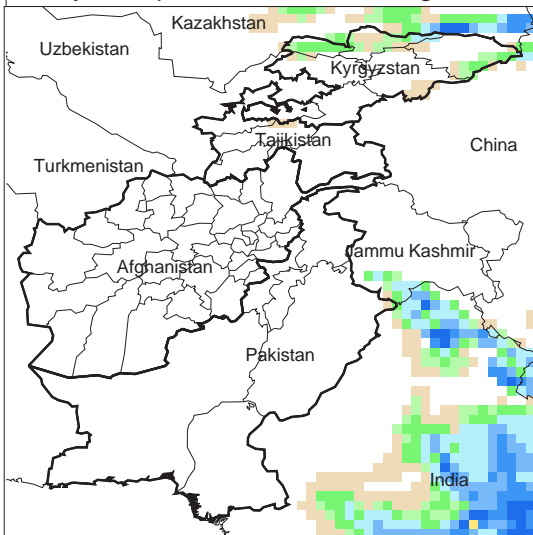 Kazakhstan
Uzbekistan
Kyrgyzstan
Tajikistan
China
Turkmenistan
Jammu Kashmir
Afghanistan
Pakistan
India